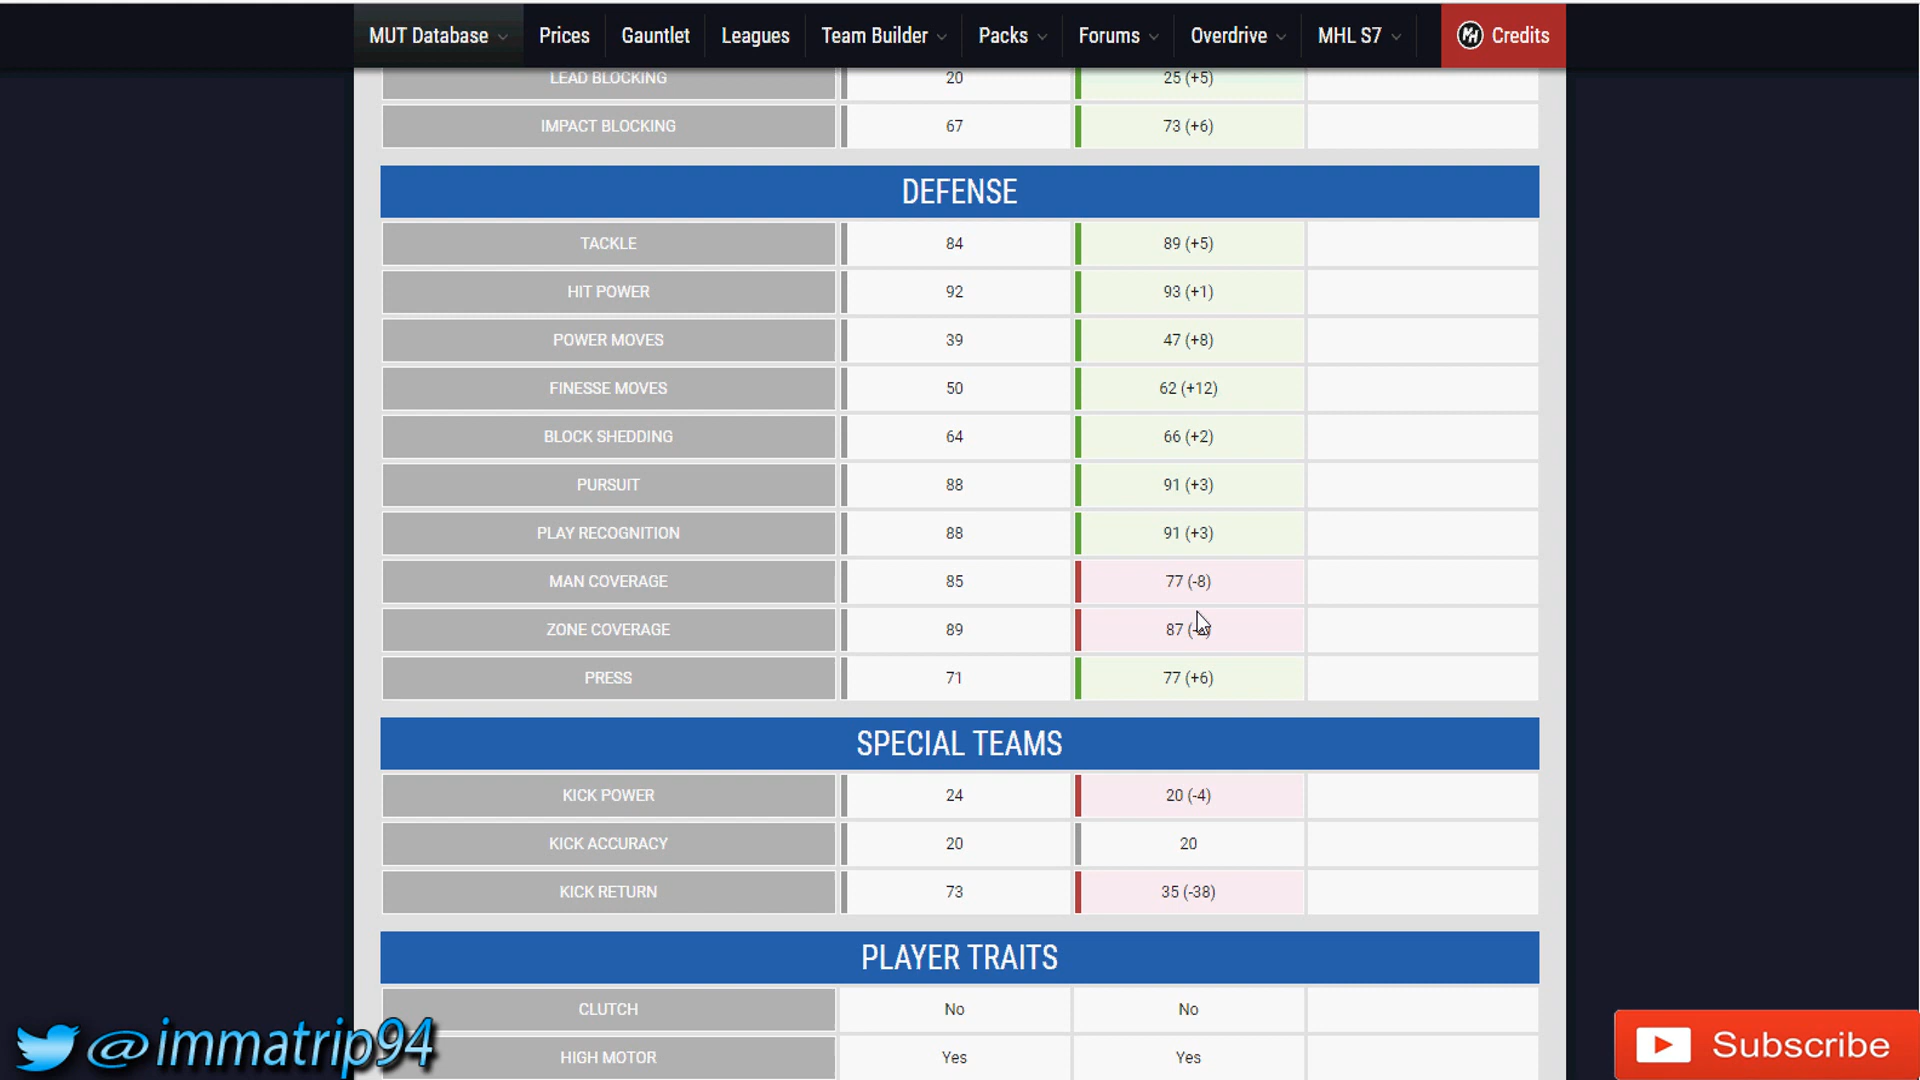 MUT Database Prices Gauntlet Leagues Team Builder Packs Forums Overdrive MHL S7 Credits
LEAD BLOCKING 20 25 (+5)
IMPACT BLOCKING 67 73 (+6)
DEFENSE
TACKLE 84 89 (+5)
HIT POWER 92 93 (+1)
POWER MOVES 39 47 (+8)
FINESSE MOVES 50 62 (+12)
BLOCK SHEDDING 64 66 (+2)
PURSUIT 88 91 (+3)
PLAY RECOGNITION 88 91 (+3)
MAN COVERAGE 85 77 (-8)
ZONE COVERAGE 89 87
PRESS 71 77 (+6)
SPECIAL TEAMS
KICK POWER 24 20 (-4)
KICK ACCURACY 20 20
KICK RETURN 73 35 (-38)
PLAYER TRAITS
CLUTCH No No
HIGH MOTOR Yes Yes
@immatrip94
Subscribe